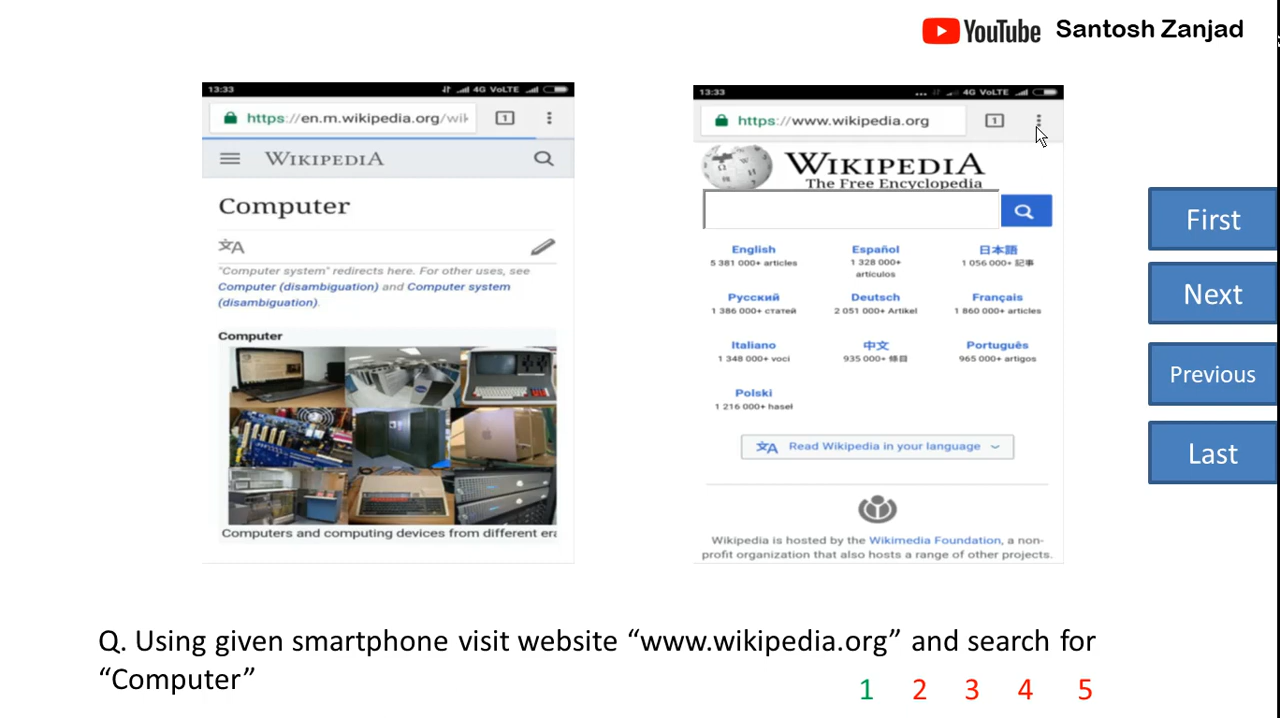 YouTube Santosh Zanjad
13:33 4G VoLTE
https://en.m.wikipedia.org/wik 1
WIKIPEDIA
Computer
"Computer system" redirects here. For other uses, see
Computer (disambiguation) and Computer system
(disambiguation).
Computer
Computers and computing devices from different era
13:33 4G VoLTE
https://www.wikipedia.org 1
WIKIPEDIA
The Free Encyclopedia
English Español 日本語
5 381 000+ articles 1 328 000+ 1 056 000+ 記事
artículos
Русский Deutsch Français
1 386 000+ статей 2 051 000+ Artikel 1 860 000+ articles
Italiano 中文 Português
1 348 000+ voci 935 000+ 條目 965 000+ artigos
Polski
1 216 000+ haseł
Read Wikipedia in your language
Wikipedia is hosted by the Wikimedia Foundation, a non-
profit organization that also hosts a range of other projects.
First
Next
Previous
Last
Q. Using given smartphone visit website “www.wikipedia.org” and search for
“Computer”
1 2 3 4 5